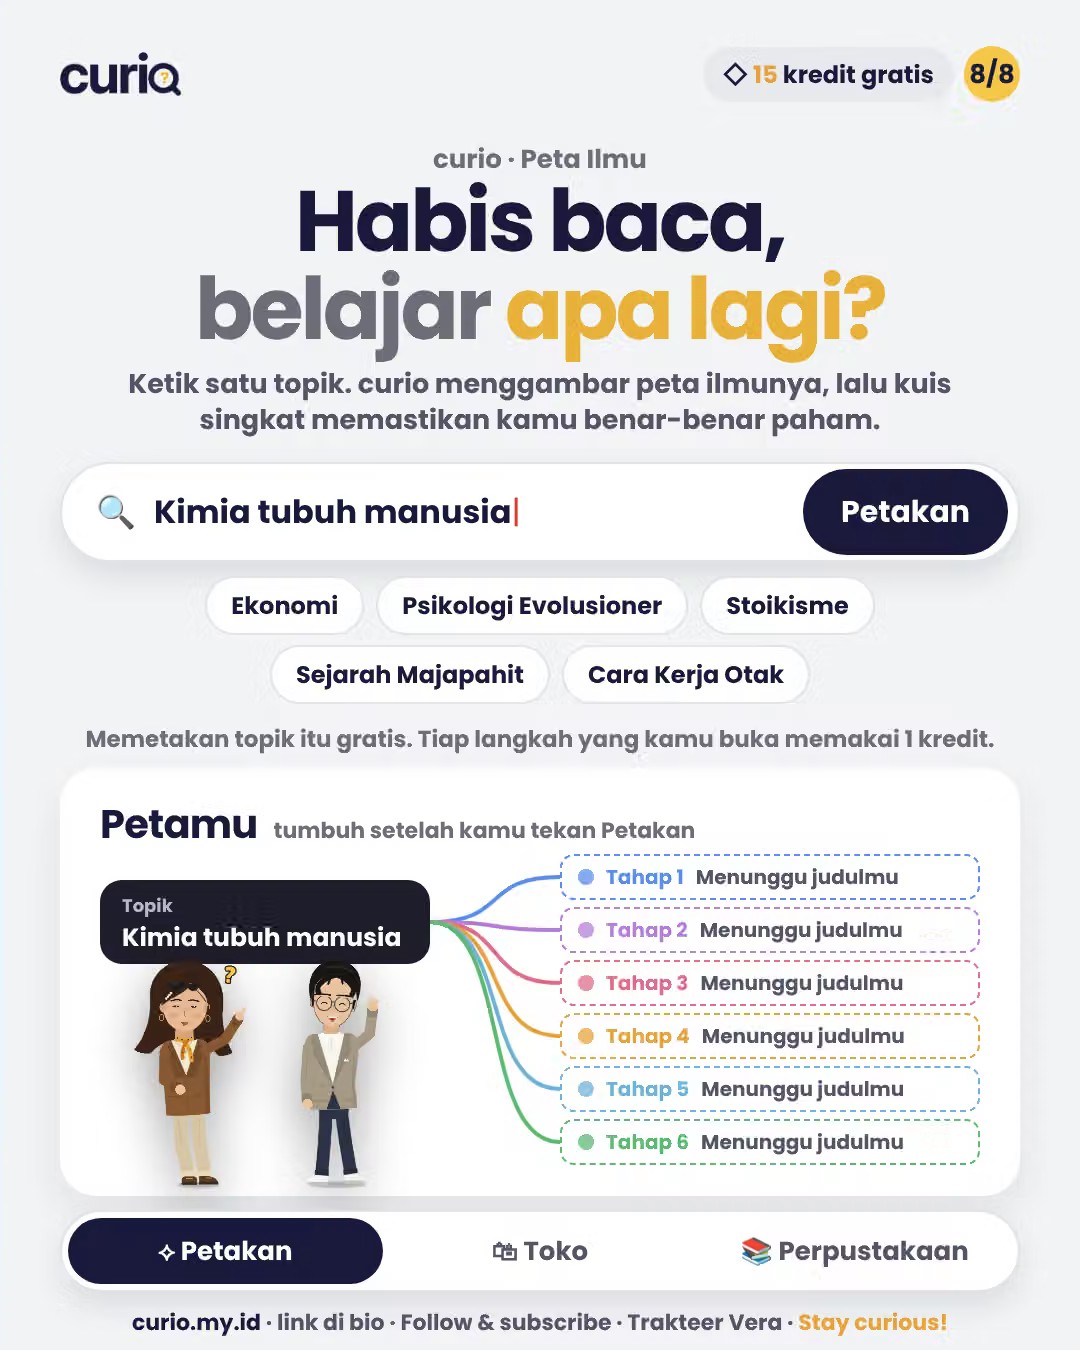 curio
◇ 15 kredit gratis
8/8
curio · Peta Ilmu
Habis baca,
belajar apa lagi?
Ketik satu topik. curio menggambar peta ilmunya, lalu kuis
singkat memastikan kamu benar-benar paham.
Kimia tubuh manusia
Petakan
Ekonomi
Psikologi Evolusioner
Stoikisme
Sejarah Majapahit
Cara Kerja Otak
Memetakan topik itu gratis. Tiap langkah yang kamu buka memakai 1 kredit.
Petamu tumbuh setelah kamu tekan Petakan
Topik
Kimia tubuh manusia
?
Tahap 1 Menunggu judulmu
Tahap 2 Menunggu judulmu
Tahap 3 Menunggu judulmu
Tahap 4 Menunggu judulmu
Tahap 5 Menunggu judulmu
Tahap 6 Menunggu judulmu
Petakan
Toko
Perpustakaan
curio.my.id · link di bio · Follow & subscribe · Trakteer Vera · Stay curious!